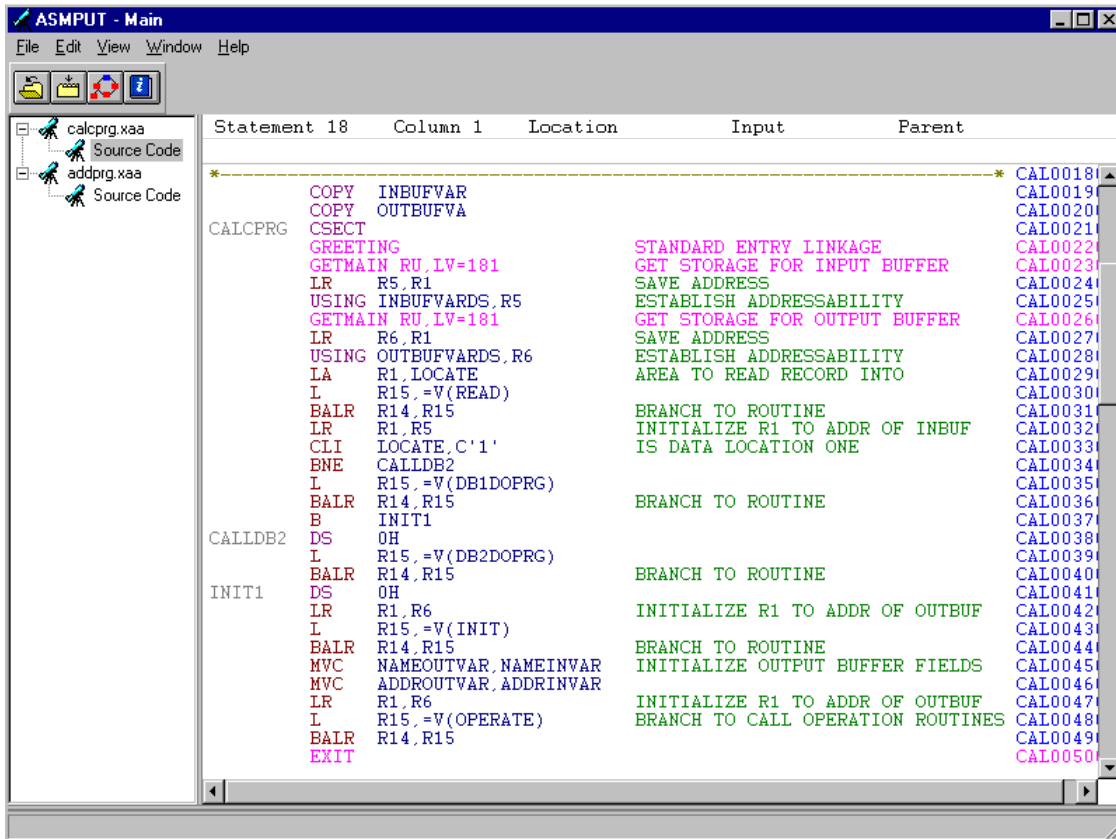 ASMPUT - Main
File Edit View Window Help
calcprg.xaa
Source Code
addprg.xaa
Source Code
Statement 18 Column 1 Location Input Parent
*---------------------------------------------------------------------* CAL0018
COPY INBUFVAR CAL0019
COPY OUTBUFVA CAL0020
CALCPRG CSECT CAL0021
GREETING STANDARD ENTRY LINKAGE CAL0022
GETMAIN RU,LV=181 GET STORAGE FOR INPUT BUFFER CAL0023
LR R5,R1 SAVE ADDRESS CAL0024
USING INBUFVARDS,R5 ESTABLISH ADDRESSABILITY CAL0025
GETMAIN RU,LV=181 GET STORAGE FOR OUTPUT BUFFER CAL0026
LR R6,R1 SAVE ADDRESS CAL0027
USING OUTBUFVARDS,R6 ESTABLISH ADDRESSABILITY CAL0028
LA R1,LOCATE AREA TO READ RECORD INTO CAL0029
L R15,=V(READ) CAL0030
BALR R14,R15 BRANCH TO ROUTINE CAL0031
LR R1,R5 INITIALIZE R1 TO ADDR OF INBUF CAL0032
CLI LOCATE,C'1' IS DATA LOCATION ONE CAL0033
BNE CALLDB2 CAL0034
L R15,=V(DB1DOPRG) CAL0035
BALR R14,R15 BRANCH TO ROUTINE CAL0036
B INIT1 CAL0037
CALLDB2 DS 0H CAL0038
L R15,=V(DB2DOPRG) CAL0039
BALR R14,R15 BRANCH TO ROUTINE CAL0040
INIT1 DS 0H CAL0041
LR R1,R6 INITIALIZE R1 TO ADDR OF OUTBUF CAL0042
L R15,=V(INIT) CAL0043
BALR R14,R15 BRANCH TO ROUTINE CAL0044
MVC NAMEOUTVAR,NAMEINVAR INITIALIZE OUTPUT BUFFER FIELDS CAL0045
MVC ADDROUTVAR,ADDRINVAR CAL0046
LR R1,R6 INITIALIZE R1 TO ADDR OF OUTBUF CAL0047
L R15,=V(OPERATE) BRANCH TO CALL OPERATION ROUTINES CAL0048
BALR R14,R15 CAL0049
EXIT CAL0050